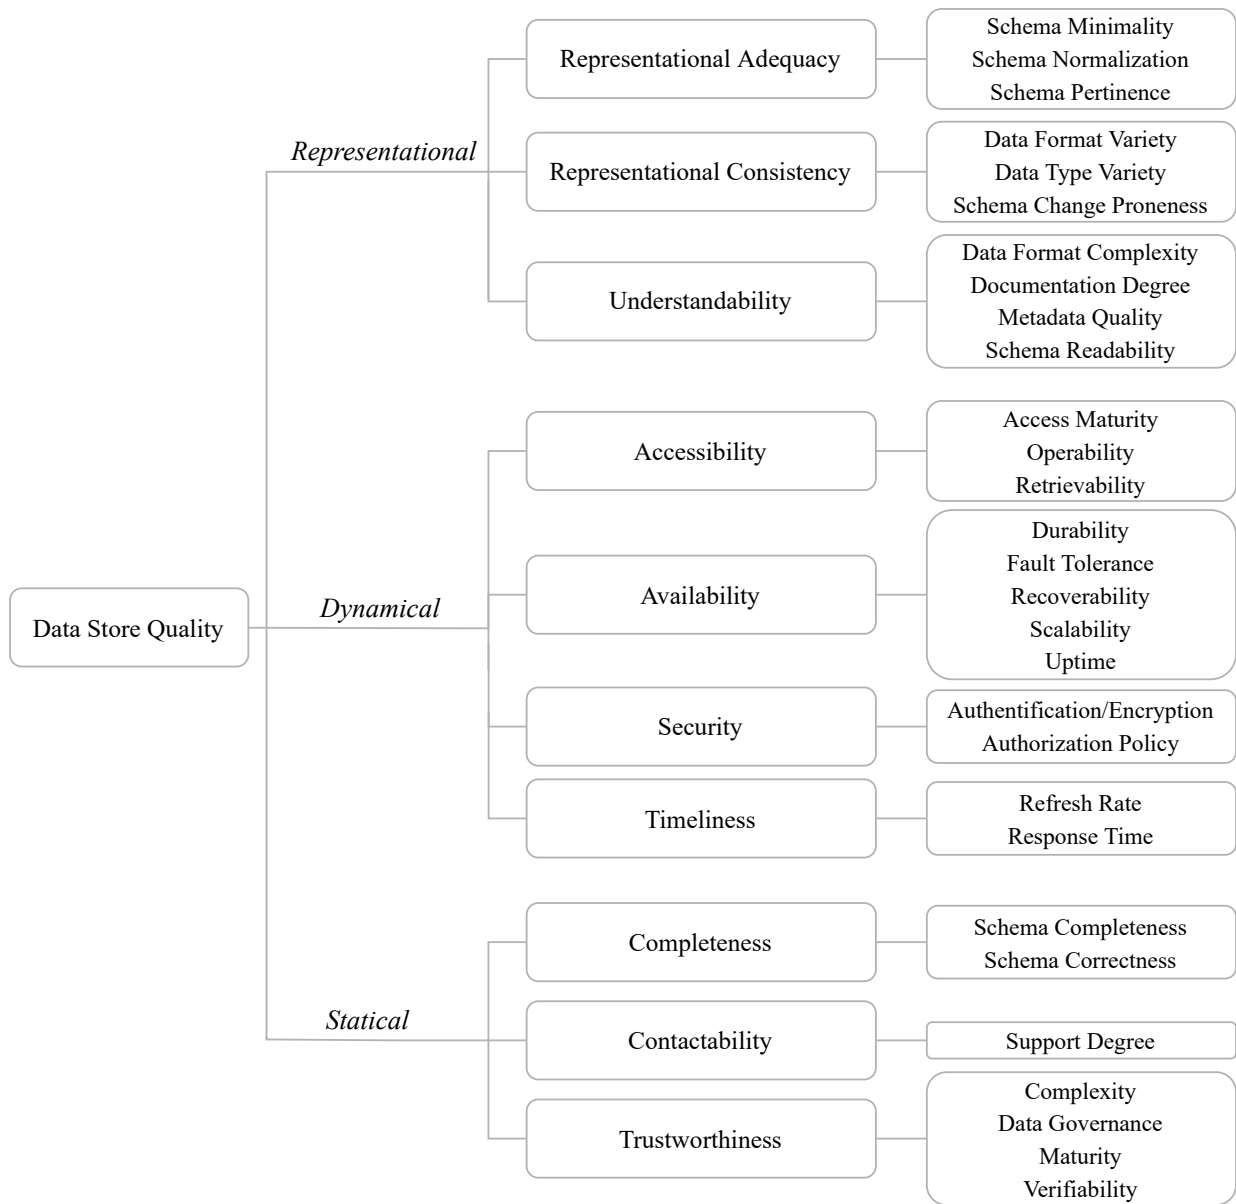 Data Store Quality
Representational
Representational Adequacy
Schema Minimality
Schema Normalization
Schema Pertinence
Representational Consistency
Data Format Variety
Data Type Variety
Schema Change Proneness
Understandability
Data Format Complexity
Documentation Degree
Metadata Quality
Schema Readability
Dynamical
Accessibility
Access Maturity
Operability
Retrievability
Availability
Durability
Fault Tolerance
Recoverability
Scalability
Uptime
Security
Authentification/Encryption
Authorization Policy
Timeliness
Refresh Rate
Response Time
Statical
Completeness
Schema Completeness
Schema Correctness
Contactability
Support Degree
Trustworthiness
Complexity
Data Governance
Maturity
Verifiability